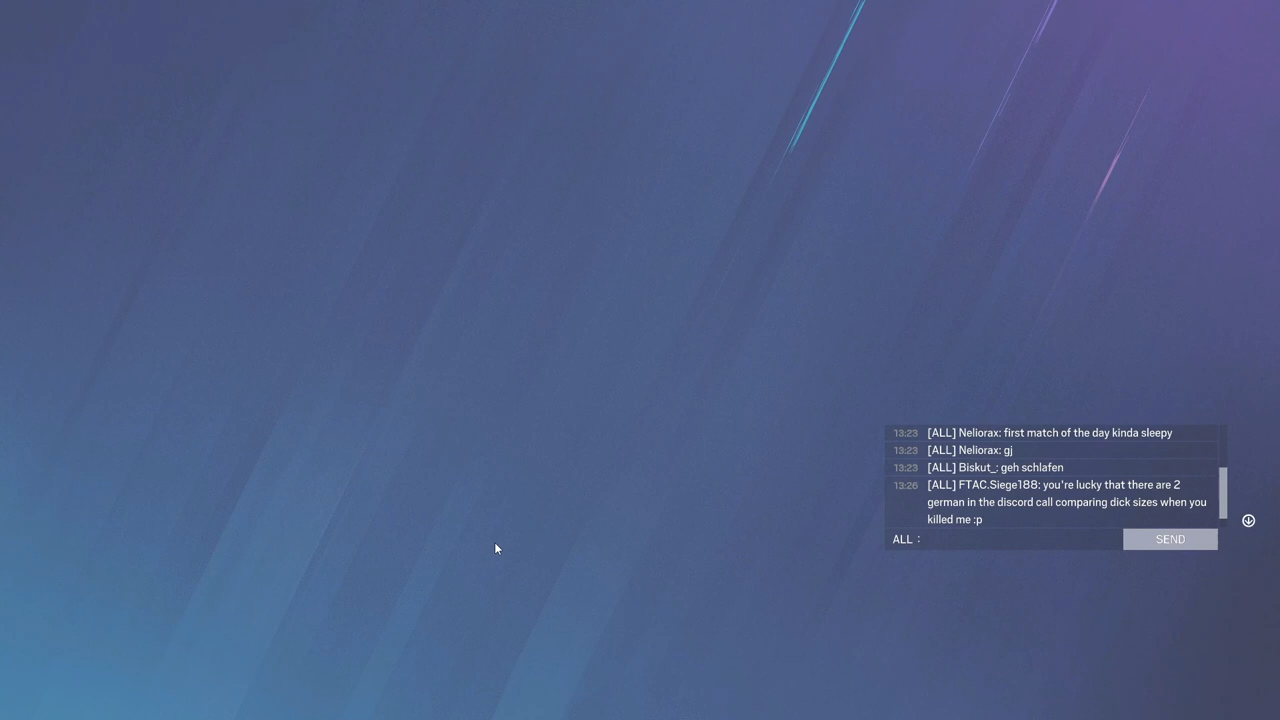 13:23 [ALL] Neliorax: first match of the day kinda sleepy
13:23 [ALL] Neliorax: gj
13:23 [ALL] Biskut_: geh schlafen
13:26 [ALL] FTAC.Siege188: you're lucky that there are 2
german in the discord call comparing dick sizes when you
killed me :p
ALL : SEND